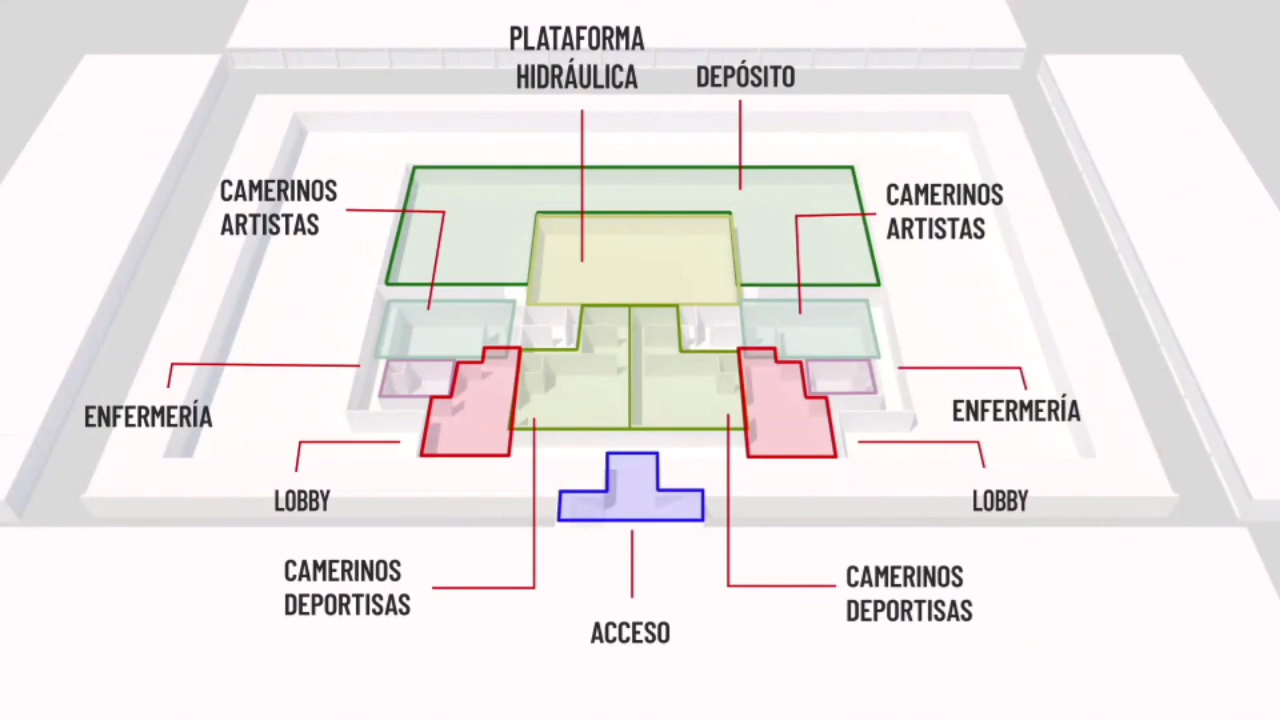 PLATAFORMA
HIDRÁULICA
DEPÓSITO
CAMERINOS
ARTISTAS
CAMERINOS
ARTISTAS
ENFERMERÍA
ENFERMERÍA
LOBBY
LOBBY
CAMERINOS
DEPORTISAS
CAMERINOS
DEPORTISAS
ACCESO